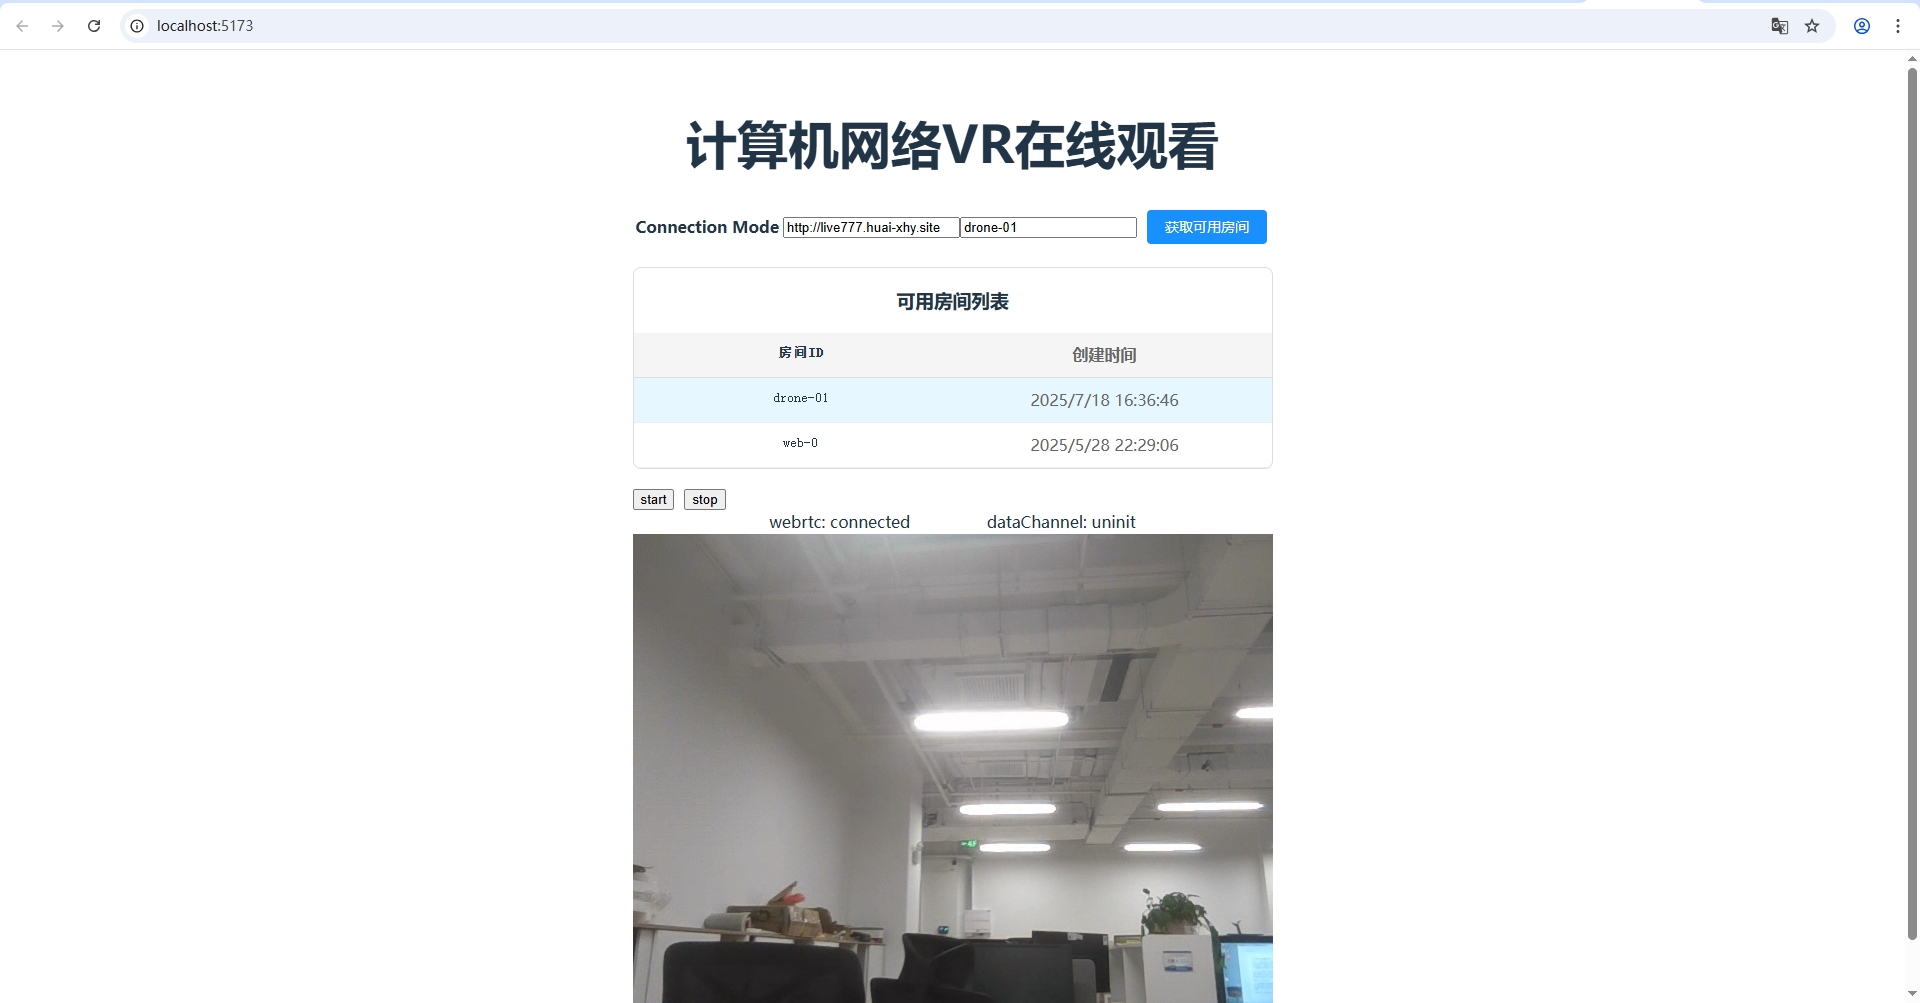 localhost:5173
计算机网络VR在线观看
Connection Mode http://live777.huai-xhy.site drone-01 获取可用房间
可用房间列表
房间ID 创建时间
drone-01 2025/7/18 16:36:46
web-0 2025/5/28 22:29:06
start stop
webrtc: connected dataChannel: uninit